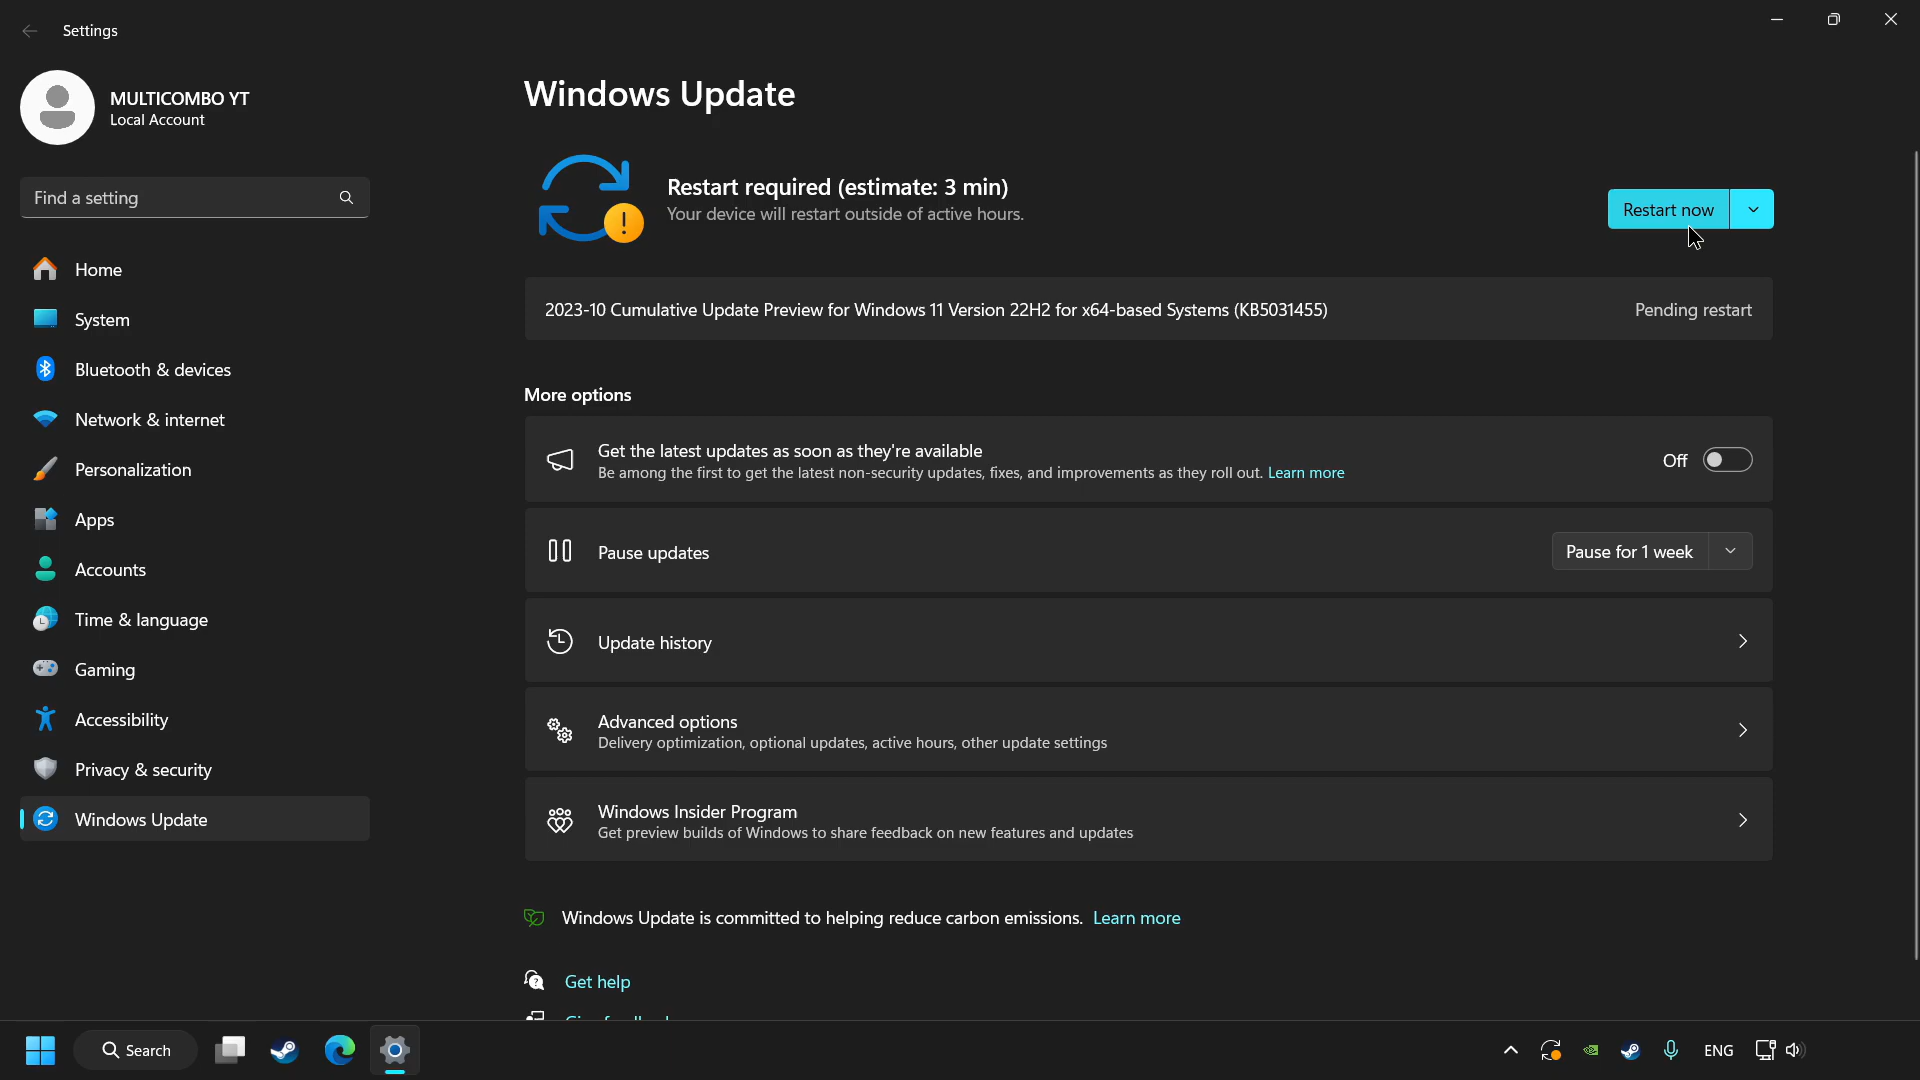 Settings
MULTICOMBO YT
Local Account
Find a setting
Home
System
Bluetooth & devices
Network & internet
Personalization
Apps
Accounts
Time & language
Gaming
Accessibility
Privacy & security
Windows Update
Windows Update
Restart required (estimate: 3 min)
Your device will restart outside of active hours.
Restart now
2023-10 Cumulative Update Preview for Windows 11 Version 22H2 for x64-based Systems (KB5031455)
Pending restart
More options
Get the latest updates as soon as they're available
Be among the first to get the latest non-security updates, fixes, and improvements as they roll out. Learn more
Off
Pause updates
Pause for 1 week
Update history
Advanced options
Delivery optimization, optional updates, active hours, other update settings
Windows Insider Program
Get preview builds of Windows to share feedback on new features and updates
Windows Update is committed to helping reduce carbon emissions. Learn more
Get help
Search
ENG